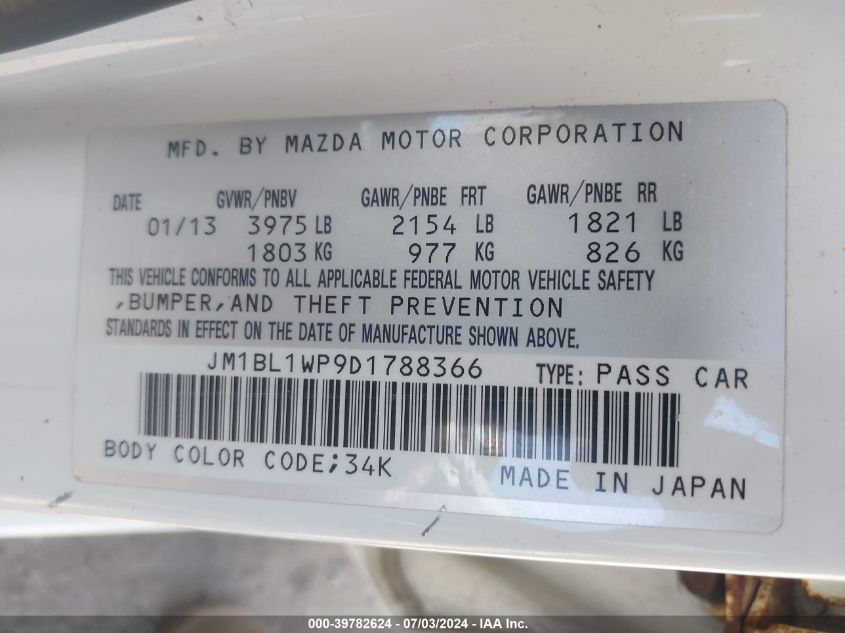 MFD. BY MAZDA MOTOR CORPORATION
DATE GVWR/PNBV GAWR/PNBE FRT GAWR/PNBE RR
01/13 3975 LB 2154 LB 1821 LB
1803 KG 977 KG 826 KG
THIS VEHICLE CONFORMS TO ALL APPLICABLE FEDERAL MOTOR VEHICLE SAFETY
,BUMPER,AND THEFT PREVENTION
STANDARDS IN EFFECT ON THE DATE OF MANUFACTURE SHOWN ABOVE.
JM1BL1WP9D1788366 TYPE: PASS CAR
BODY COLOR CODE;34K MADE IN JAPAN
000-39782624 - 07/03/2024 - IAA Inc.